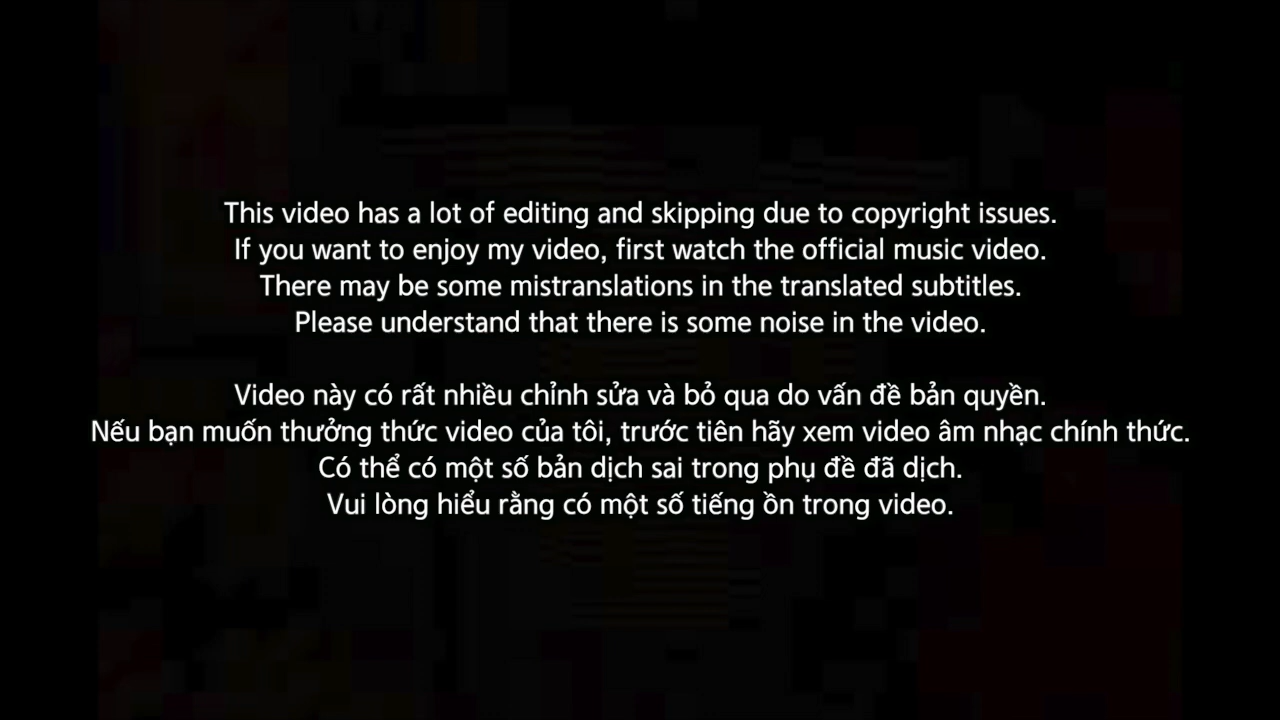 This video has a lot of editing and skipping due to copyright issues.
If you want to enjoy my video, first watch the official music video.
There may be some mistranslations in the translated subtitles.
Please understand that there is some noise in the video.
Video này có rất nhiều chỉnh sửa và bỏ qua do vấn đề bản quyền.
Nếu bạn muốn thưởng thức video của tôi, trước tiên hãy xem video âm nhạc chính thức.
Có thể có một số bản dịch sai trong phụ đề đã dịch.
Vui lòng hiểu rằng có một số tiếng ồn trong video.